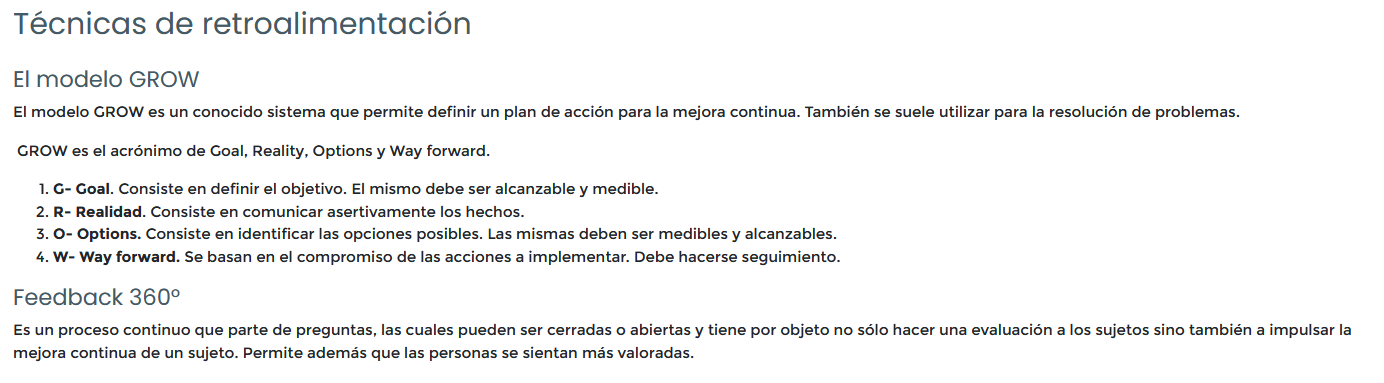 Técnicas de retroalimentación
El modelo GROW
El modelo GROW es un conocido sistema que permite definir un plan de acción para la mejora continua. También se suele utilizar para la resolución de problemas.
GROW es el acrónimo de Goal, Reality, Options y Way forward.
1. G- Goal. Consiste en definir el objetivo. El mismo debe ser alcanzable y medible.
2. R- Realidad. Consiste en comunicar asertivamente los hechos.
3. O- Options. Consiste en identificar las opciones posibles. Las mismas deben ser medibles y alcanzables.
4. W- Way forward. Se basan en el compromiso de las acciones a implementar. Debe hacerse seguimiento.
Feedback 360º
Es un proceso continuo que parte de preguntas, las cuales pueden ser cerradas o abiertas y tiene por objeto no sólo hacer una evaluación a los sujetos sino también a impulsar la
mejora continua de un sujeto. Permite además que las personas se sientan más valoradas.